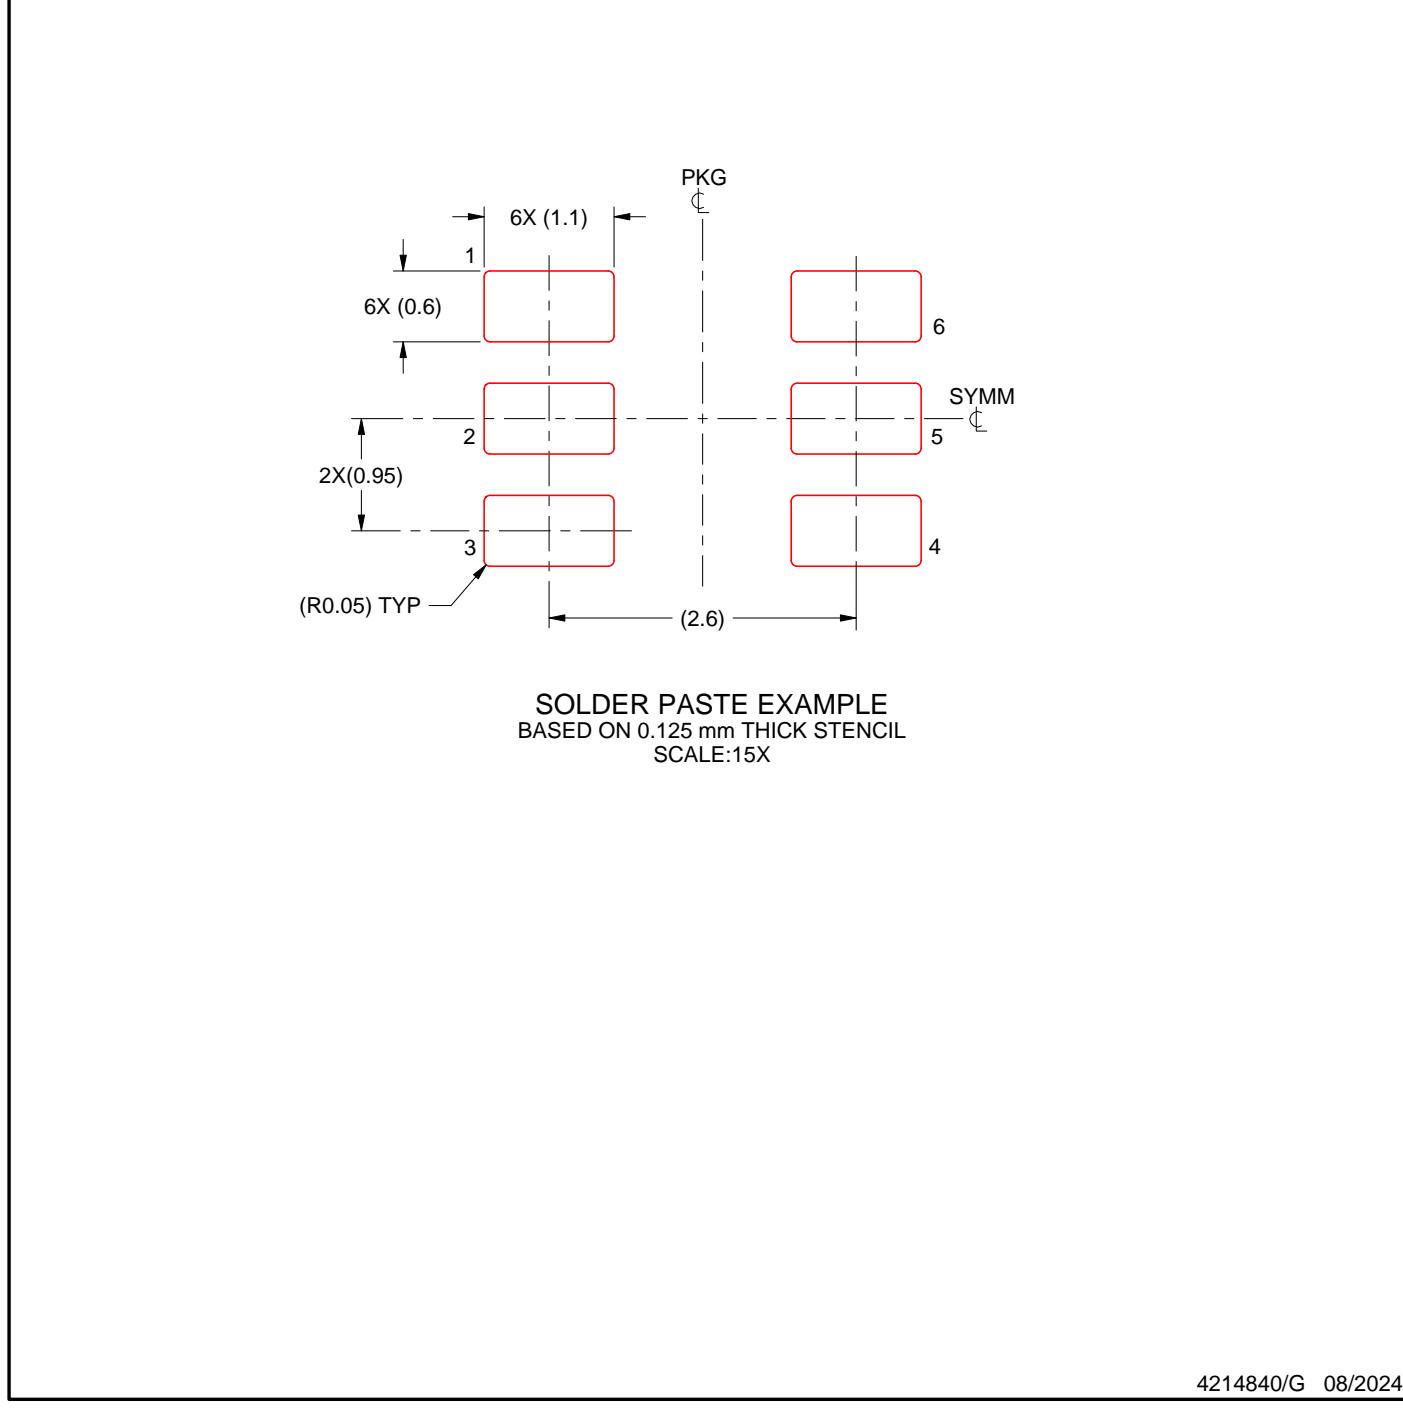 PKG
6X (1.1)
1
6X (0.6)
6
SYMM
2
5
2X(0.95)
3
4
(R0.05) TYP
(2.6)
SOLDER PASTE EXAMPLE
BASED ON 0.125 mm THICK STENCIL
SCALE:15X
4214840/G 08/2024